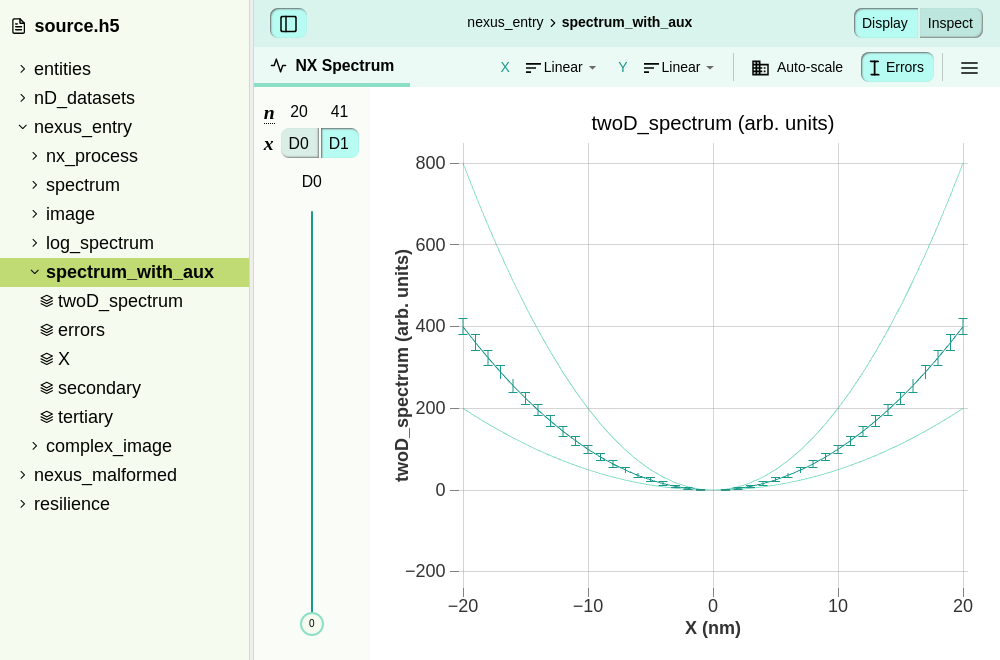 source.h5
entities
nD_datasets
nexus_entry
nx_process
spectrum
image
log_spectrum
spectrum_with_aux
twoD_spectrum
errors
X
secondary
tertiary
complex_image
nexus_malformed
resilience
nexus_entry › spectrum_with_aux
Display Inspect
NX Spectrum
X Linear Y Linear Auto-scale Errors
n 20 41
x D0 D1
D0
0
twoD_spectrum (arb. units)
800
600
400
200
0
−200
twoD_spectrum (arb. units)
−20 −10 0 10 20
X (nm)